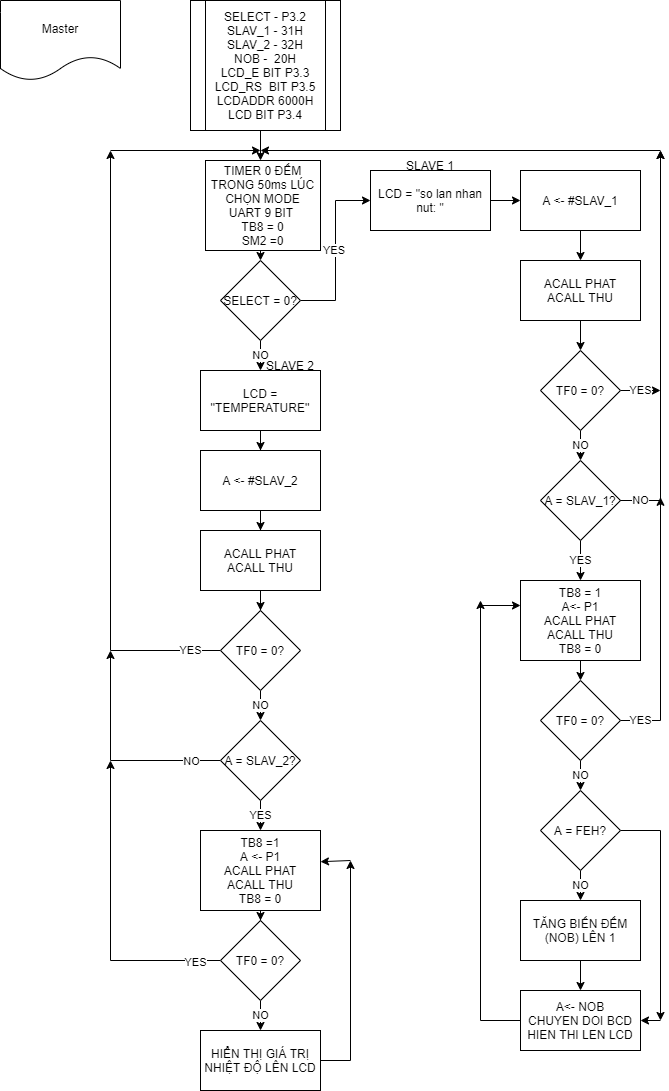 Master
SELECT - P3.2
SLAV_1 - 31H
SLAV_2 - 32H
NOB - 20H
LCD_E BIT P3.3
LCD_RS BIT P3.5
LCDADDR 6000H
LCD BIT P3.4
TIMER 0 ĐẾM
TRONG 50ms LÚC
CHỌN MODE
UART 9 BIT
TB8 = 0
SM2 =0
SELECT = 0?
YES
NO
SLAVE 2
LCD =
"TEMPERATURE"
A <- #SLAV_2
ACALL PHAT
ACALL THU
TF0 = 0?
YES
NO
A = SLAV_2?
NO
YES
TB8 =1
A <- P1
ACALL PHAT
ACALL THU
TB8 = 0
TF0 = 0?
YES
NO
HIỂN THỊ GIÁ TRỊ
NHIỆT ĐỘ LÊN LCD
SLAVE 1
LCD = "so lan nhan
nut: "
A <- #SLAV_1
ACALL PHAT
ACALL THU
TF0 = 0?
YES
NO
A = SLAV_1?
NO
YES
TB8 = 1
A<- P1
ACALL PHAT
ACALL THU
TB8 = 0
TF0 = 0?
YES
NO
A = FEH?
NO
TĂNG BIẾN ĐẾM
(NOB) LÊN 1
A<- NOB
CHUYEN DOI BCD
HIEN THI LEN LCD